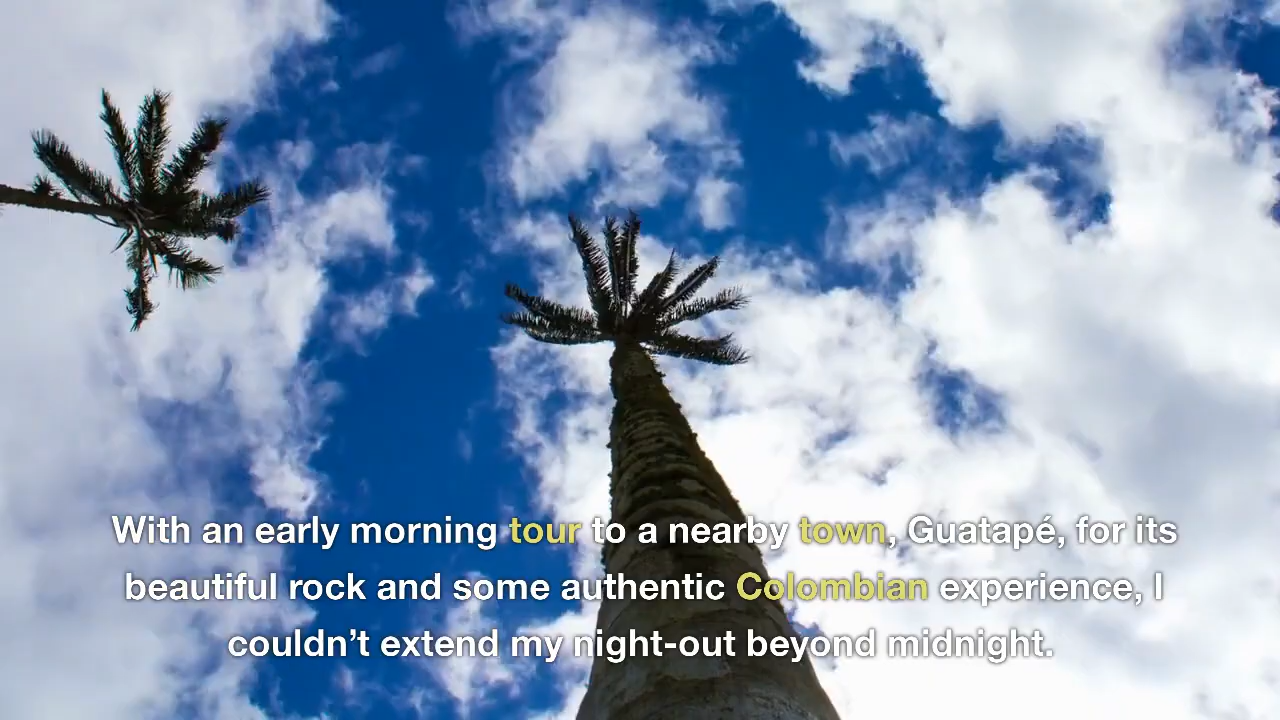 With an early morning tour to a nearby town, Guatapé, for its
beautiful rock and some authentic Colombian experience, I
couldn’t extend my night-out beyond midnight.